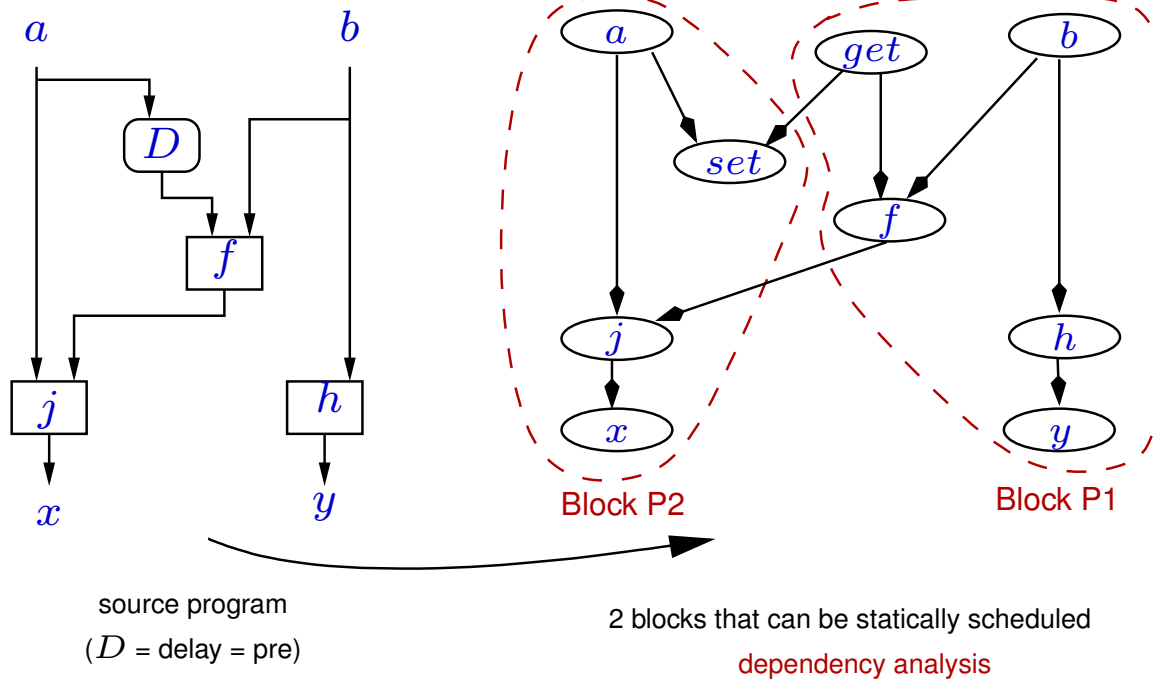 a
b
D
f
j
h
x
y
a
get
b
set
f
j
h
x
y
Block P2
Block P1
source program
(D = delay = pre)
2 blocks that can be statically scheduled
dependency analysis